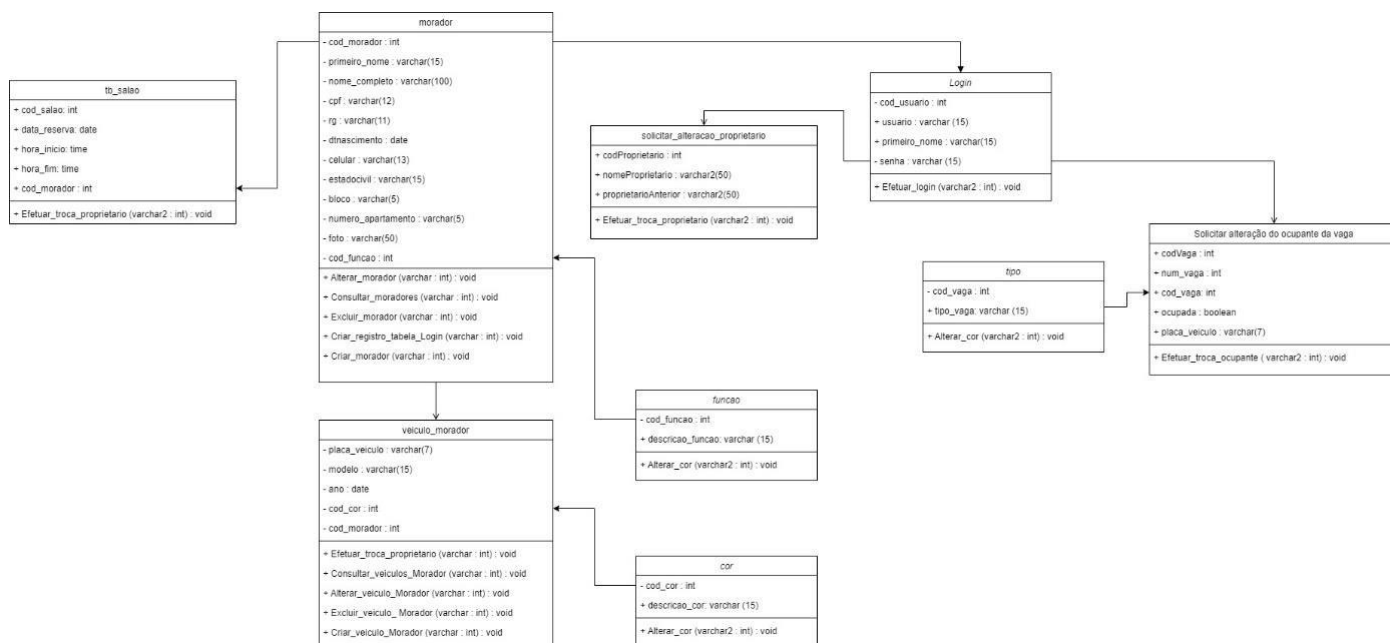 morador
- cod_morador : int
- primeiro_nome : varchar(15)
- nome_completo : varchar(100)
- cpf : varchar(12)
- rg : varchar(11)
- dtnascimento : date
- celular : varchar(13)
- estadocivil : varchar(15)
- bloco : varchar(5)
- numero_apartamento : varchar(5)
- foto : varchar(50)
- cod_funcao : int
+ Alterar_morador (varchar : int) : void
+ Consultar_moradores (varchar : int) : void
+ Excluir_morador (varchar : int) : void
+ Criar_registro_tabela_Login (varchar : int) : void
+ Criar_morador (varchar : int) : void
tb_salao
+ cod_salao: int
+ data_reserva: date
+ hora_inicio: time
+ hora_fim: time
+ cod_morador : int
+ Efetuar_troca_proprietario (varchar2 : int) : void
Login
- cod_usuario : int
+ usuario : varchar (15)
+ primeiro_nome : varchar(15)
- senha : varchar (15)
+ Efetuar_login (varchar2 : int) : void
solicitar_alteracao_proprietario
+ codProprietario : int
+ nomeProprietario : varchar2(50)
+ proprietarioAnterior : varchar2(50)
+ Efetuar_troca_proprietario (varchar2 : int) : void
Solicitar alteração do ocupante da vaga
+ codVaga : int
+ num_vaga : int
+ cod_vaga: int
+ ocupada : boolean
+ placa_veiculo : varchar(7)
+ Efetuar_troca_ocupante ( varchar2 : int) : void
tipo
- cod_vaga : int
+ tipo_vaga: varchar (15)
+ Alterar_cor (varchar2 : int) : void
funcao
- cod_funcao : int
+ descricao_funcao: varchar (15)
+ Alterar_cor (varchar2 : int) : void
veiculo_morador
- placa_veiculo : varchar(7)
- modelo : varchar(15)
- ano : date
- cod_cor : int
- cod_morador : int
+ Efetuar_troca_proprietario (varchar : int) : void
+ Consultar_veiculos_Morador (varchar : int) : void
+ Alterar_veiculo_Morador (varchar : int) : void
+ Excluir_veiculo_ Morador (varchar : int) : void
+ Criar_veiculo_Morador (varchar : int) : void
cor
- cod_cor : int
+ descricao_cor: varchar (15)
+ Alterar_cor (varchar2 : int) : void